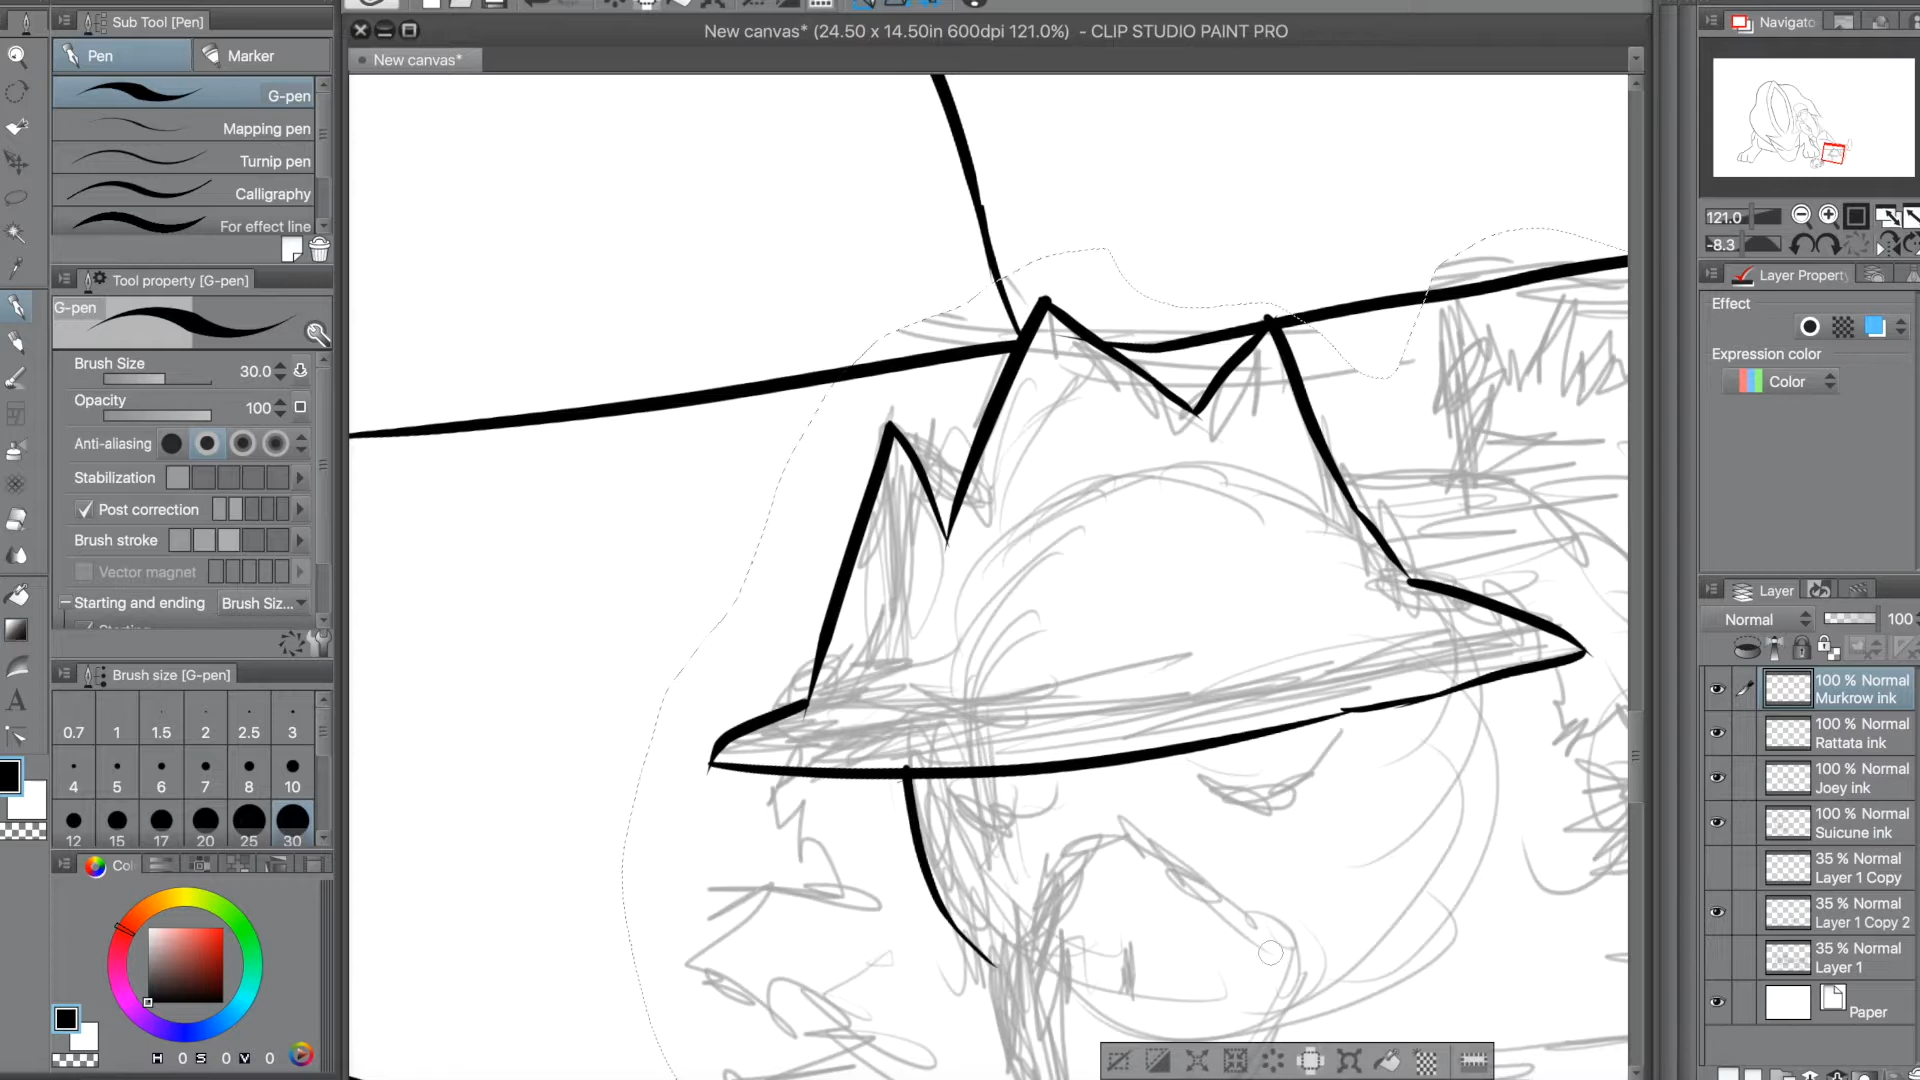 Sub Tool [Pen]
Pen
Marker
G-pen
Mapping pen
Turnip pen
Calligraphy
For effect line
Tool property [G-pen]
G-pen
Brush Size 30.0
Opacity 100
Anti-aliasing
Stabilization
Post correction
Brush stroke
Vector magnet
Starting and ending Brush Siz...
Brush size [G-pen]
0.7 1 1.5 2 2.5 3
4 5 6 7 8 10
12 15 17 20 25 30
Col
H 0 S 0 V 0
New canvas* (24.50 x 14.50in 600dpi 121.0%) - CLIP STUDIO PAINT PRO
New canvas*
Navigato
121.0
-8.3
Layer Property
Effect
Expression color
Color
Layer
Normal 100
100 % Normal
Murkrow ink
100 % Normal
Rattata ink
100 % Normal
Joey ink
100 % Normal
Suicune ink
35 % Normal
Layer 1 Copy
35 % Normal
Layer 1 Copy 2
35 % Normal
Layer 1
Paper